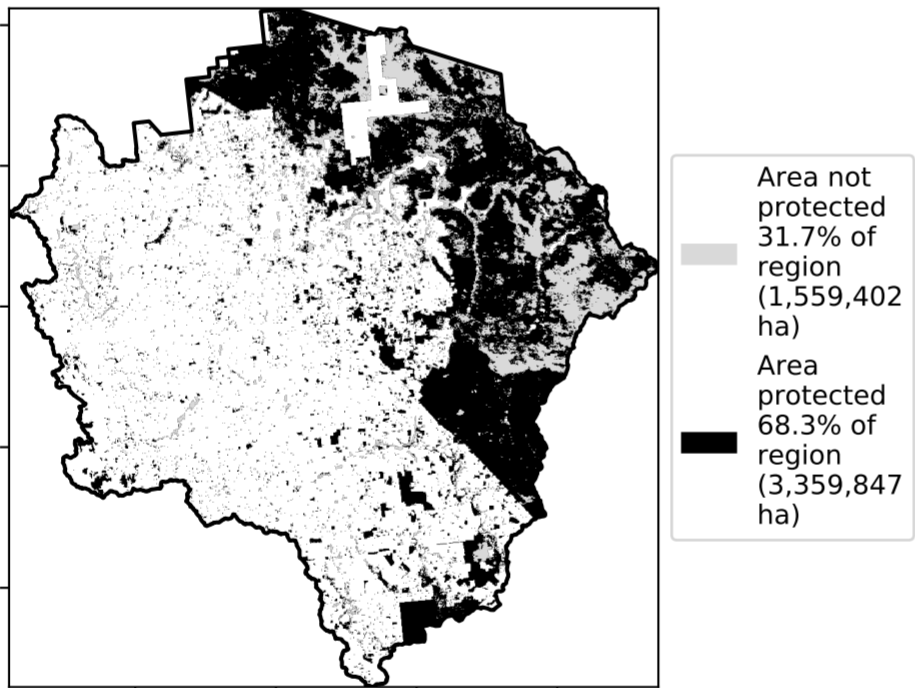 Area not
protected
31.7% of
region
(1,559,402
ha)
Area
protected
68.3% of
region
(3,359,847
ha)